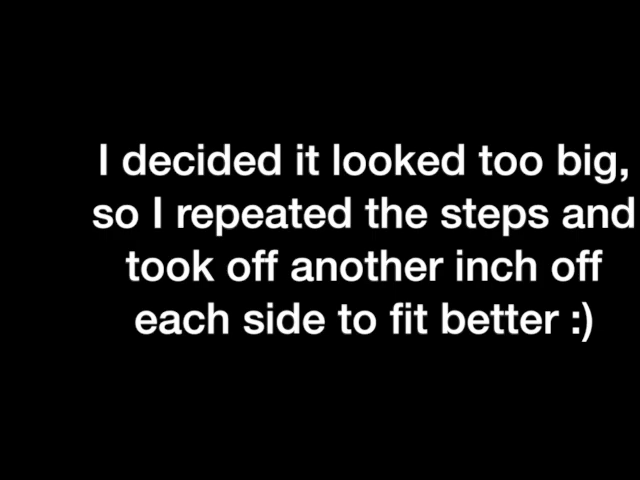 I decided it looked too big,
so I repeated the steps and
took off another inch off
each side to fit better :)